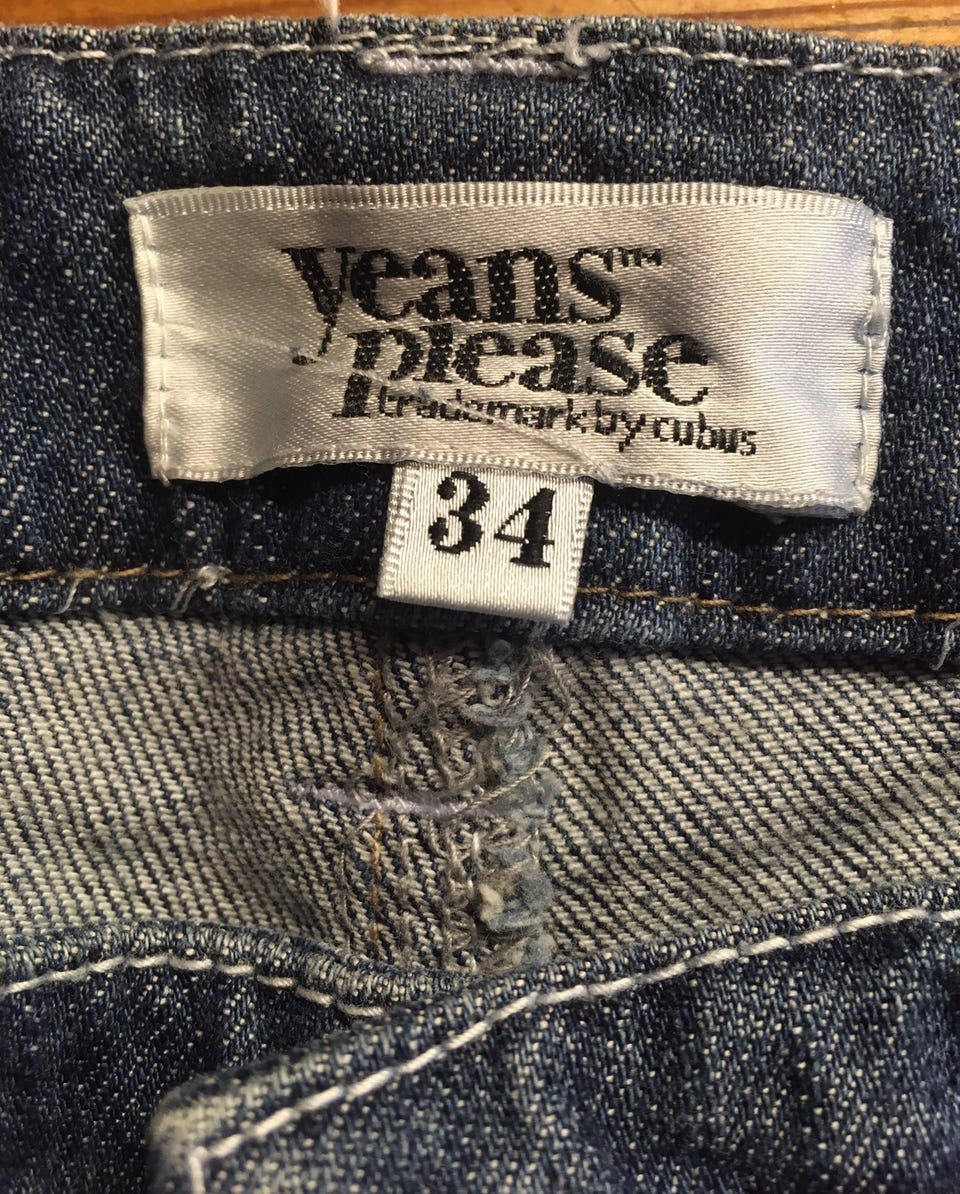 yeans™
please
trademark by cubus
34